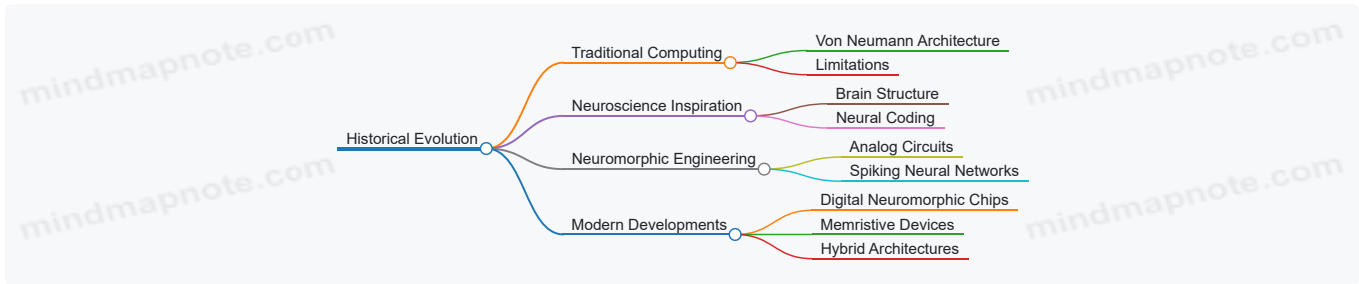 mindmapnote.com
mindmapnote.com
Historical Evolution
Traditional Computing
Von Neumann Architecture
Limitations
Neuroscience Inspiration
Brain Structure
Neural Coding
Neuromorphic Engineering
Analog Circuits
Spiking Neural Networks
Modern Developments
Digital Neuromorphic Chips
Memristive Devices
Hybrid Architectures
mindmapnote.com
mindmapnote.com